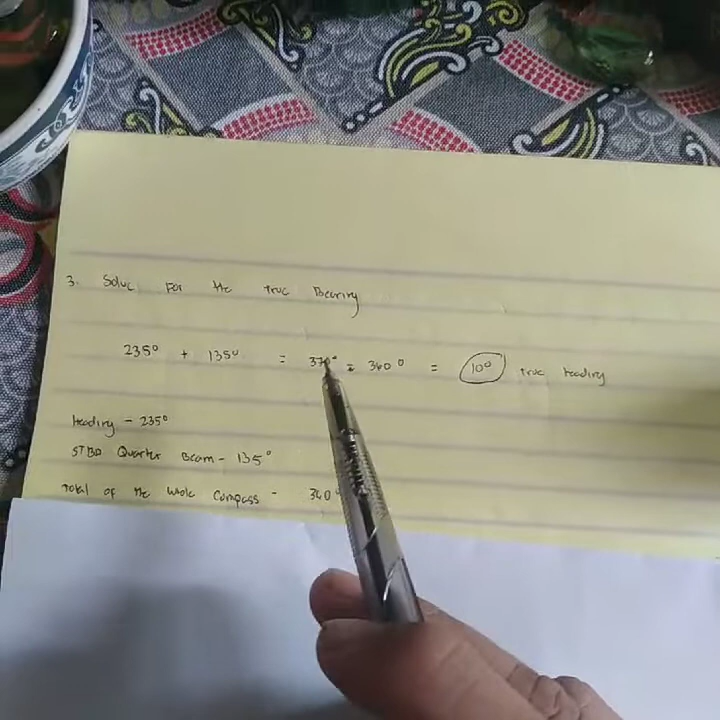 3. Solve for the true Bearing
235° + 135° = 370° = 360° = 10° true heading
Heading - 235°
STBD Quarter Beam - 135°
Total of the whole Compass - 360°